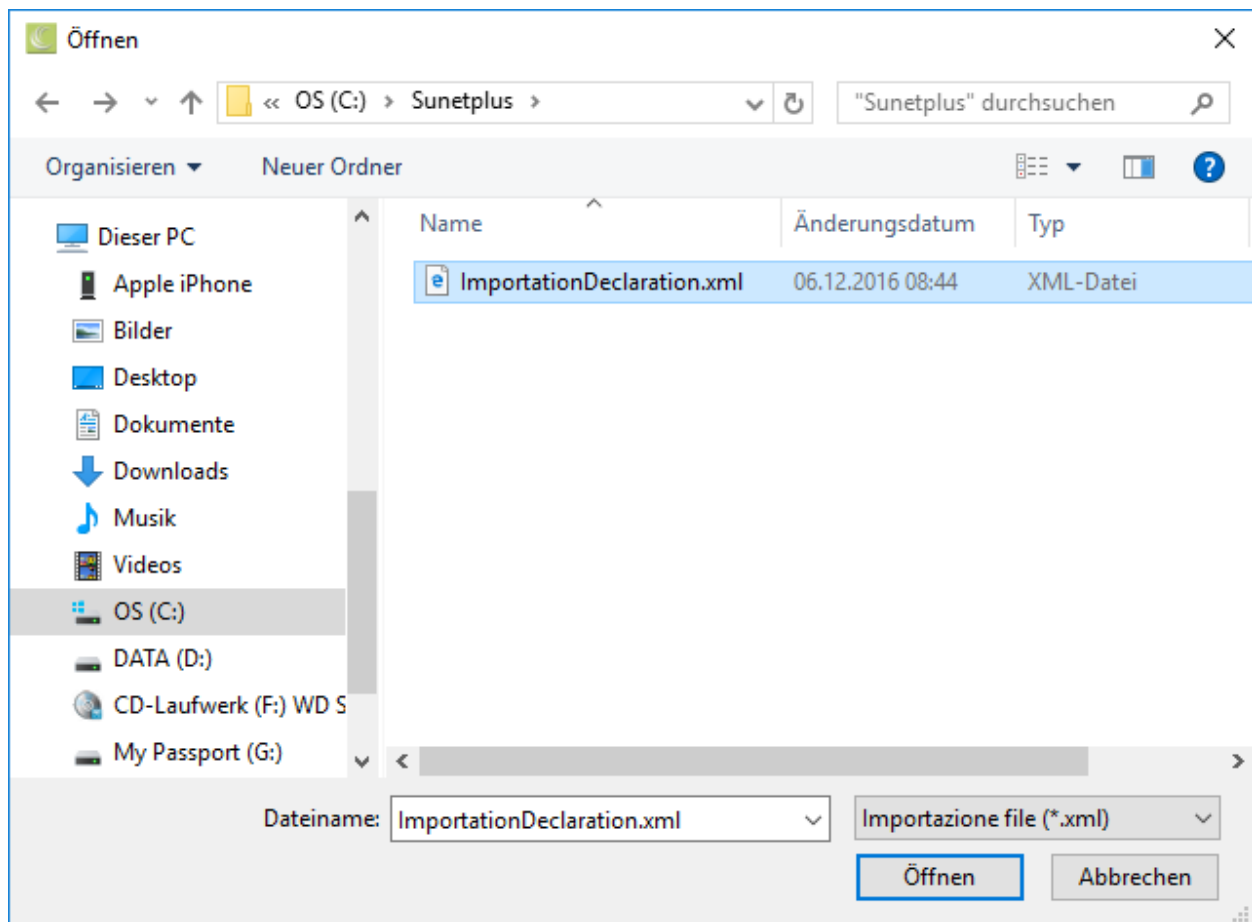 Öffnen
« OS (C:) > Sunetplus >
"Sunetplus" durchsuchen
Organisieren
Neuer Ordner
?
Dieser PC
Apple iPhone
Bilder
Desktop
Dokumente
Downloads
Musik
Videos
OS (C:)
DATA (D:)
CD-Laufwerk (F:) WD S
My Passport (G:)
Name Änderungsdatum Typ
ImportationDeclaration.xml 06.12.2016 08:44 XML-Datei
Dateiname: ImportationDeclaration.xml Importazione file (*.xml)
Öffnen Abbrechen